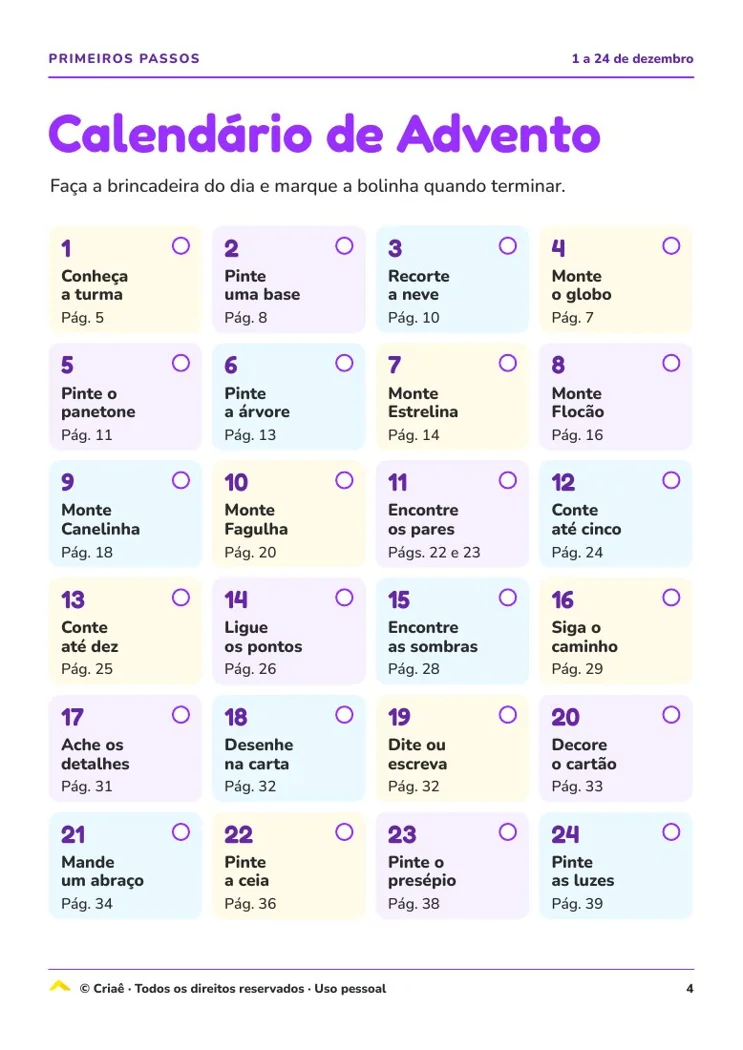 PRIMEIROS PASSOS
1 a 24 de dezembro
Calendário de Advento
Faça a brincadeira do dia e marque a bolinha quando terminar.
1
Conheça
a turma
Pág. 5
2
Pinte
uma base
Pág. 8
3
Recorte
a neve
Pág. 10
4
Monte
o globo
Pág. 7
5
Pinte o
panetone
Pág. 11
6
Pinte
a árvore
Pág. 13
7
Monte
Estrelina
Pág. 14
8
Monte
Flocão
Pág. 16
9
Monte
Canelinha
Pág. 18
10
Monte
Fagulha
Pág. 20
11
Encontre
os pares
Págs. 22 e 23
12
Conte
até cinco
Pág. 24
13
Conte
até dez
Pág. 25
14
Ligue
os pontos
Pág. 26
15
Encontre
as sombras
Pág. 28
16
Siga o
caminho
Pág. 29
17
Ache os
detalhes
Pág. 31
18
Desenhe
na carta
Pág. 32
19
Dite ou
escreva
Pág. 32
20
Decore
o cartão
Pág. 33
21
Mande
um abraço
Pág. 34
22
Pinte
a ceia
Pág. 36
23
Pinte o
presépio
Pág. 38
24
Pinte
as luzes
Pág. 39
© Criaê · Todos os direitos reservados · Uso pessoal
4